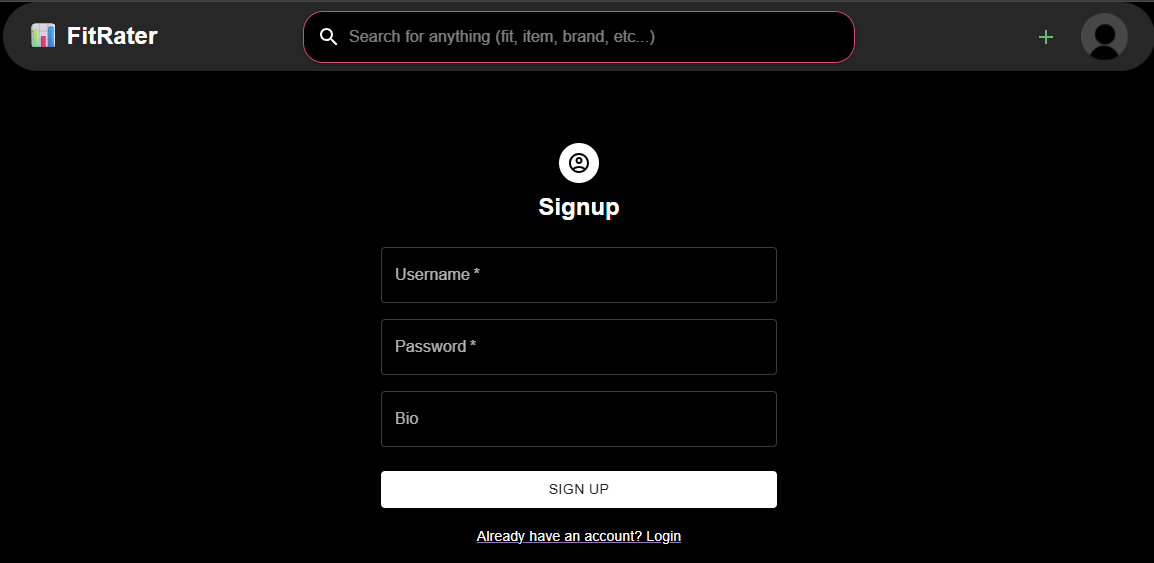 FitRater
Search for anything (fit, item, brand, etc...)
Signup
Username *
Password *
Bio
SIGN UP
Already have an account? Login